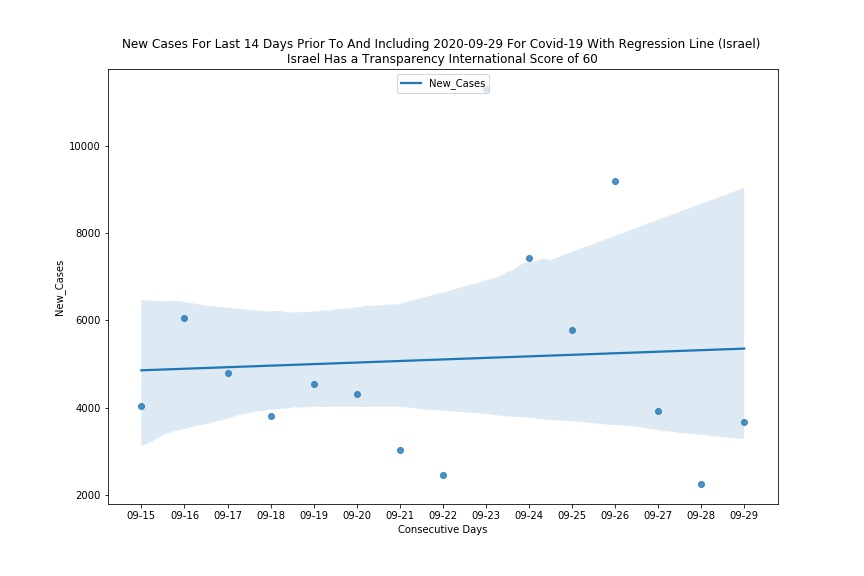 New Cases For Last 14 Days Prior To And Including 2020-09-29 For Covid-19 With Regression Line (Israel)
Israel Has a Transparency International Score of 60
New_Cases
10000
8000
6000
4000
2000
New_Cases
09-15 09-16 09-17 09-18 09-19 09-20 09-21 09-22 09-23 09-24 09-25 09-26 09-27 09-28 09-29
Consecutive Days